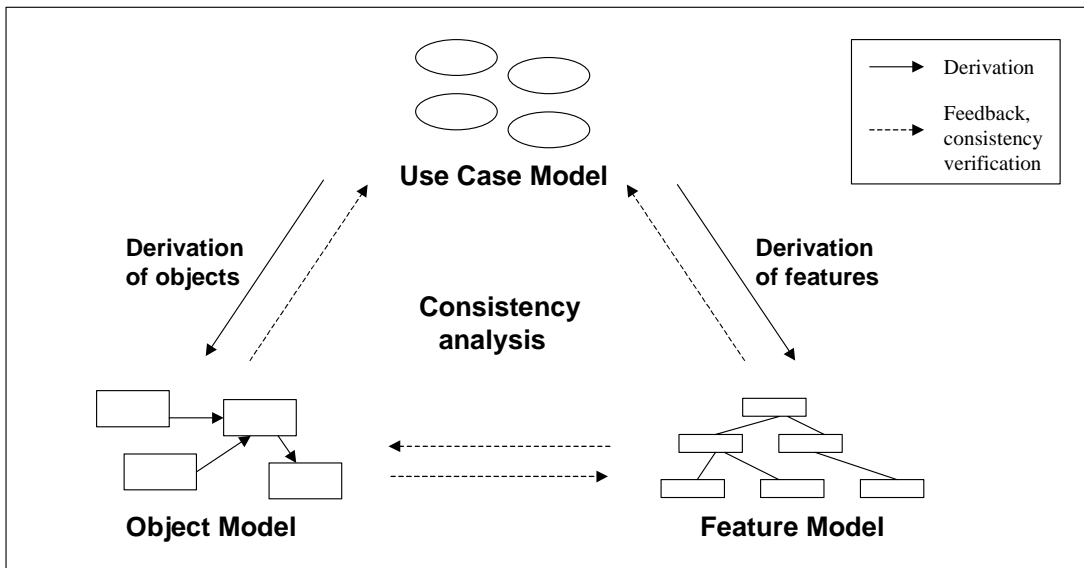 Derivation
Feedback,
consistency
verification
Use Case Model
Derivation
of objects
Derivation
of features
Consistency
analysis
Object Model
Feature Model